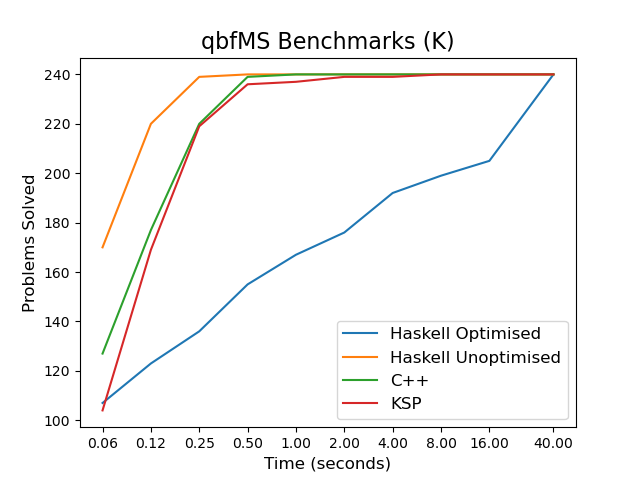 qbfMS Benchmarks (K)
Problems Solved
240
220
200
180
160
140
120
100
Haskell Optimised
Haskell Unoptimised
C++
KSP
0.06 0.12 0.25 0.50 1.00 2.00 4.00 8.00 16.00 40.00
Time (seconds)